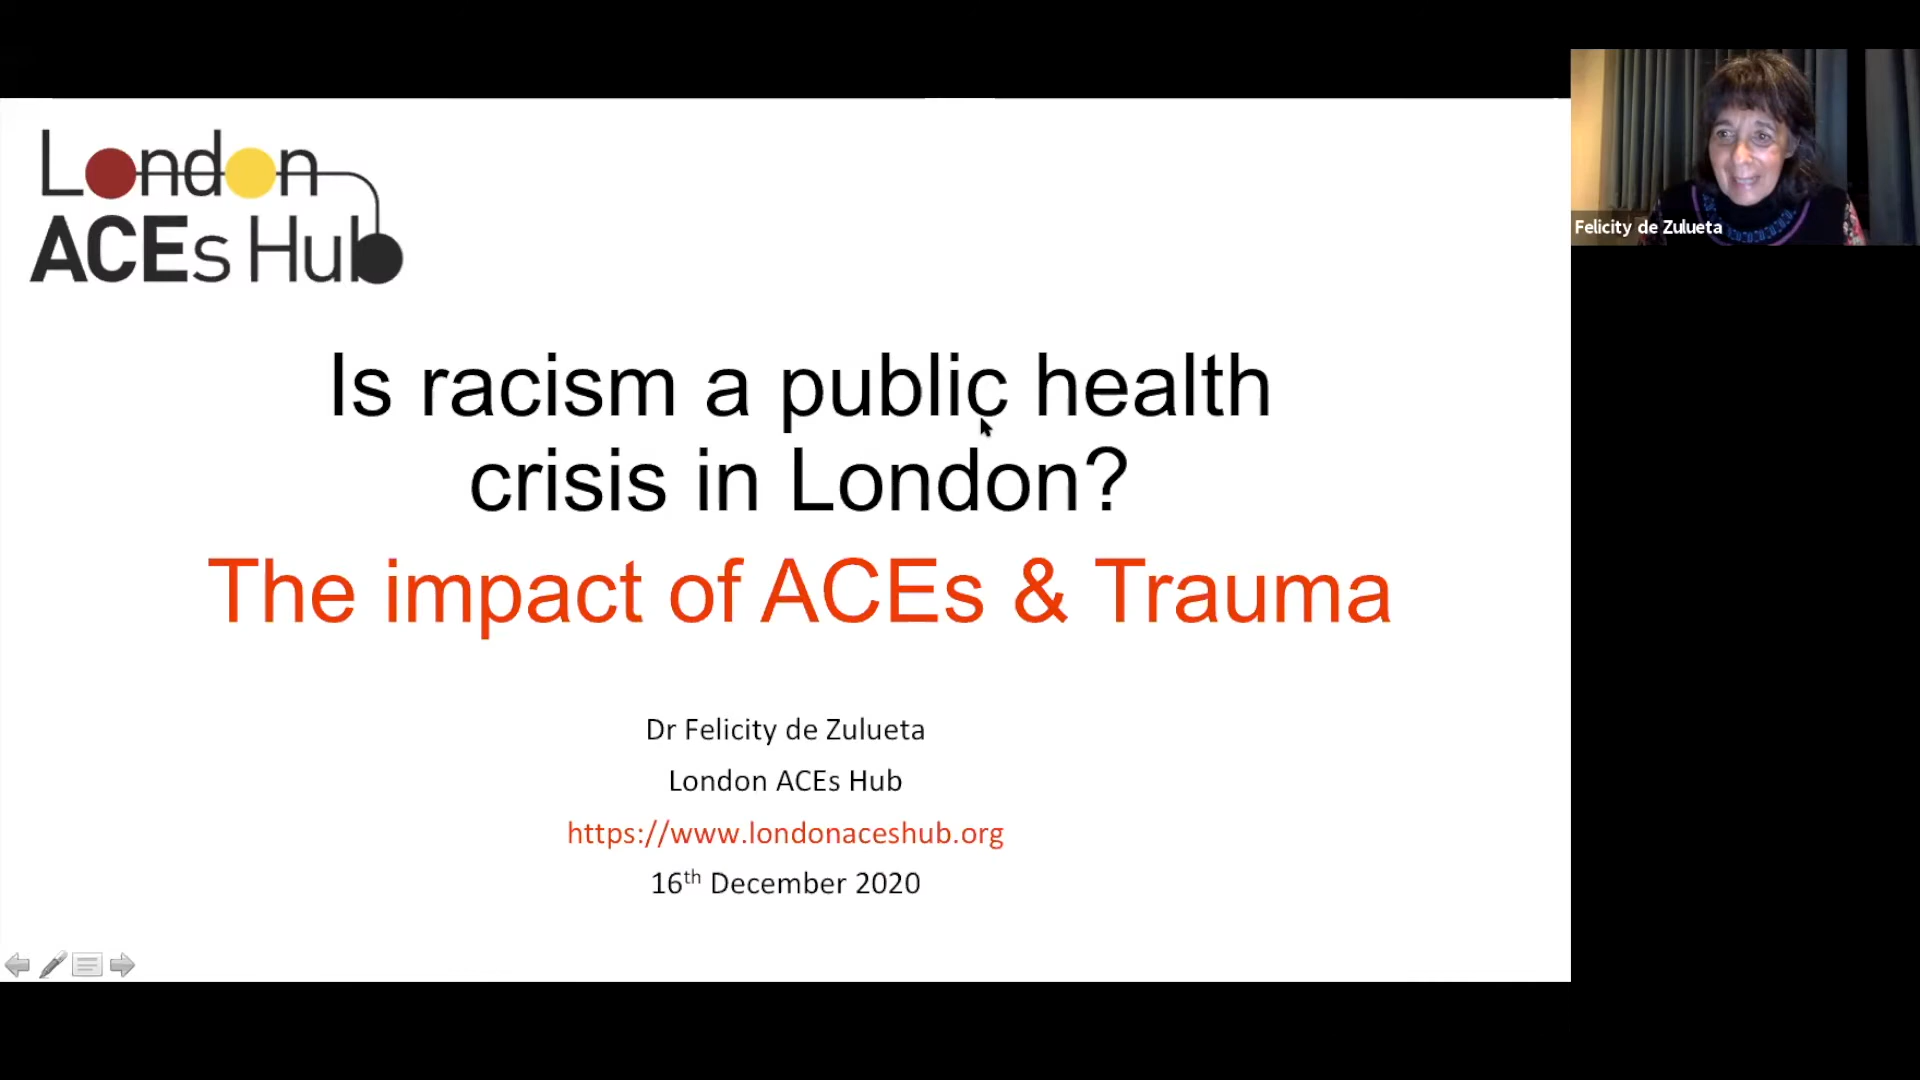 London
ACEs Hub
Is racism a public health
crisis in London?
The impact of ACEs & Trauma
Dr Felicity de Zulueta
London ACEs Hub
https://www.londonaceshub.org
16th December 2020
Felicity de Zulueta